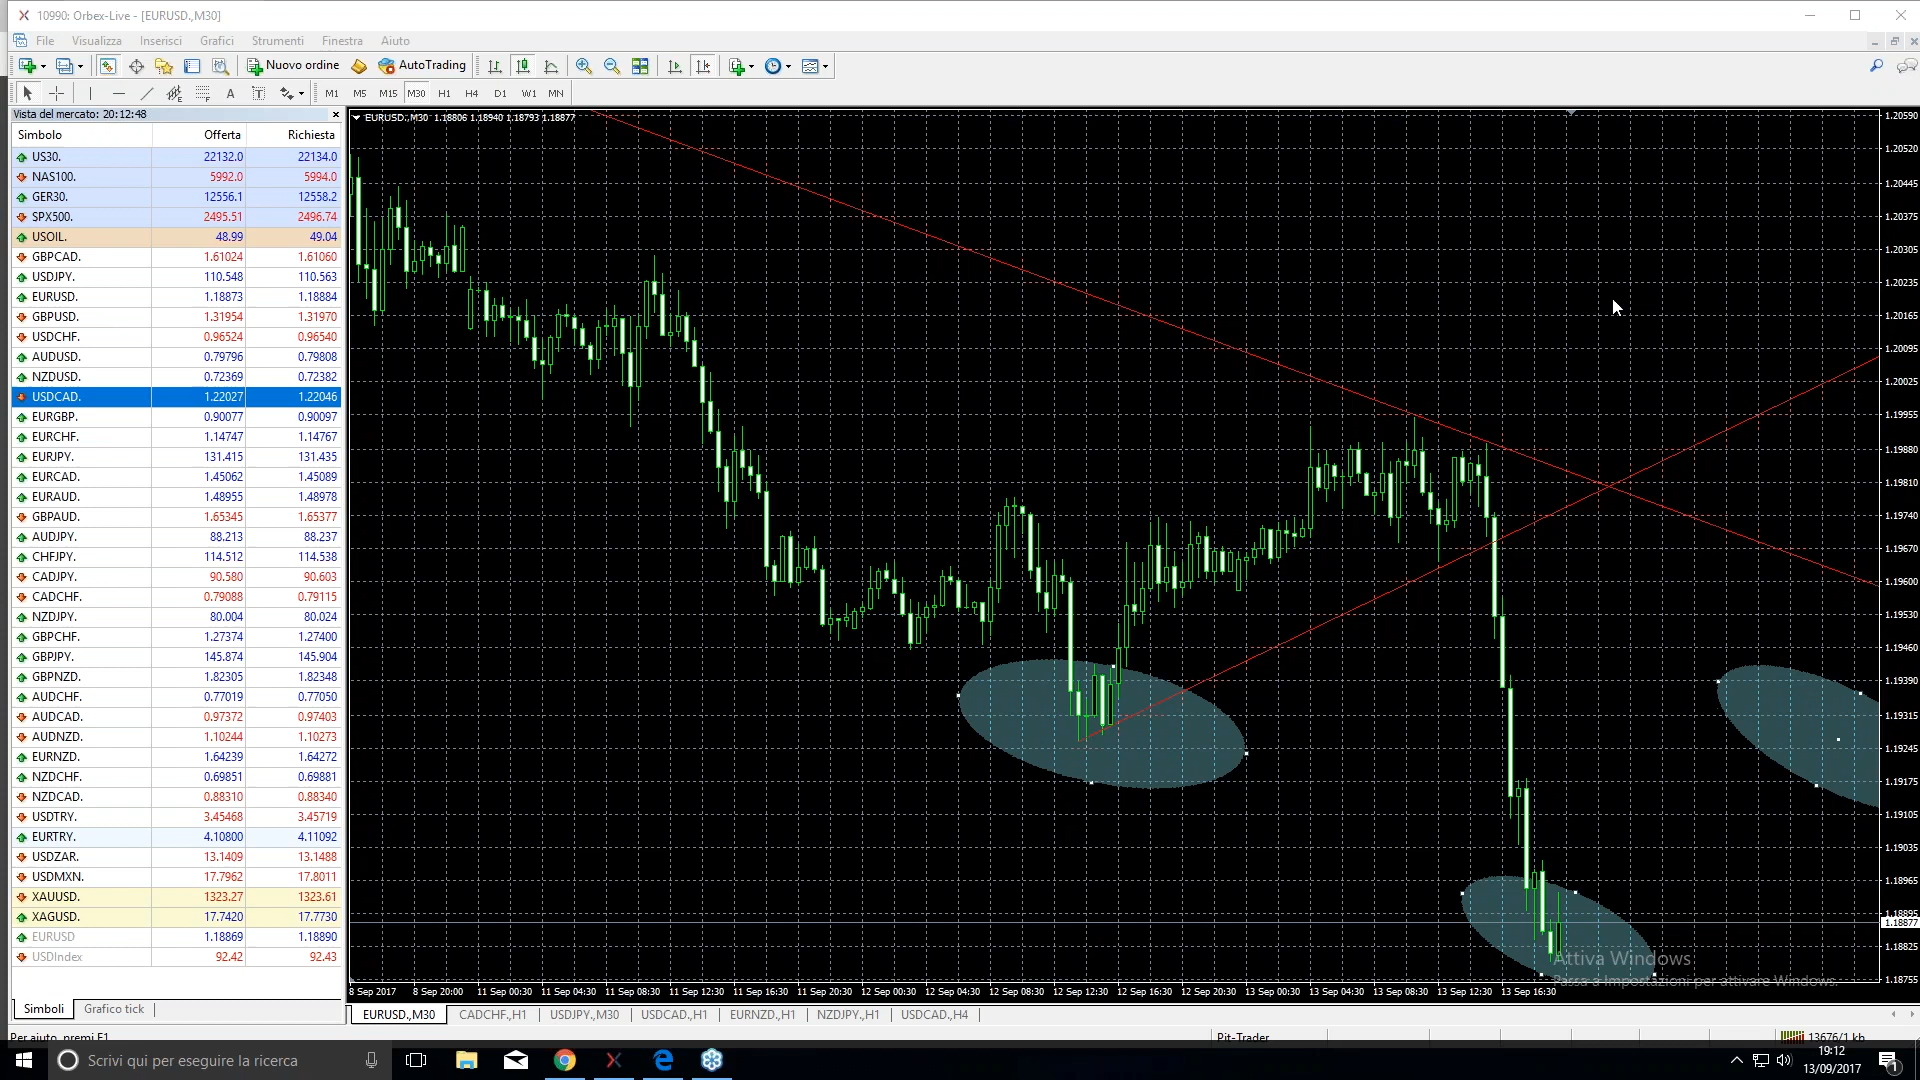 10990: Orbex-Live - [EURUSD.,M30]
File Visualizza Inserisci Grafici Strumenti Finestra Aiuto
Nuovo ordine AutoTrading
A T M1 M5 M15 M30 H1 H4 D1 W1 MN
Vista del mercato: 20:12:48
Simbolo Offerta Richiesta
US30. 22132.0 22134.0
NAS100. 5992.0 5994.0
GER30. 12556.1 12558.2
SPX500. 2495.51 2496.74
USOIL. 48.99 49.04
GBPCAD. 1.61024 1.61060
USDJPY. 110.548 110.563
EURUSD. 1.18873 1.18884
GBPUSD. 1.31954 1.31970
USDCHF. 0.96524 0.96540
AUDUSD. 0.79796 0.79808
NZDUSD. 0.72369 0.72382
USDCAD. 1.22027 1.22046
EURGBP. 0.90077 0.90097
EURCHF. 1.14747 1.14767
EURJPY. 131.415 131.435
EURCAD. 1.45062 1.45089
EURAUD. 1.48955 1.48978
GBPAUD. 1.65345 1.65377
AUDJPY. 88.213 88.237
CHFJPY. 114.512 114.538
CADJPY. 90.580 90.603
CADCHF. 0.79088 0.79115
NZDJPY. 80.004 80.024
GBPCHF. 1.27374 1.27400
GBPJPY. 145.874 145.904
GBPNZD. 1.82305 1.82348
AUDCHF. 0.77019 0.77050
AUDCAD. 0.97372 0.97403
AUDNZD. 1.10244 1.10273
EURNZD. 1.64239 1.64272
NZDCHF. 0.69851 0.69881
NZDCAD. 0.88310 0.88340
USDTRY. 3.45468 3.45719
EURTRY. 4.10800 4.11092
USDZAR. 13.1409 13.1488
USDMXN. 17.7962 17.8011
XAUUSD. 1323.27 1323.61
XAGUSD. 17.7420 17.7730
EURUSD 1.18869 1.18890
USDIndex 92.42 92.43
Simboli Grafico tick
EURUSD.,M30 1.18806 1.18940 1.18793 1.18877
1.20590
1.20520
1.20445
1.20375
1.20305
1.20235
1.20165
1.20095
1.20025
1.19955
1.19880
1.19810
1.19740
1.19670
1.19600
1.19530
1.19460
1.19390
1.19315
1.19245
1.19175
1.19105
1.19035
1.18965
1.18895
1.18877
1.18825
1.18755
Attiva Windows
Passa a Impostazioni per attivare Windows.
8 Sep 2017 8 Sep 20:00 11 Sep 00:30 11 Sep 04:30 11 Sep 08:30 11 Sep 12:30 11 Sep 16:30 11 Sep 20:30 12 Sep 00:30 12 Sep 04:30 12 Sep 08:30 12 Sep 12:30 12 Sep 16:30 12 Sep 20:30 13 Sep 00:30 13 Sep 04:30 13 Sep 08:30 13 Sep 12:30 13 Sep 16:30
EURUSD.,M30 CADCHF.,H1 USDJPY.,M30 USDCAD.,H1 EURNZD.,H1 NZDJPY.,H1 USDCAD.,H4
Per aiuto, premi F1 Pit-Trader 13676/1 kb
Scrivi qui per eseguire la ricerca
19:12
13/09/2017
1